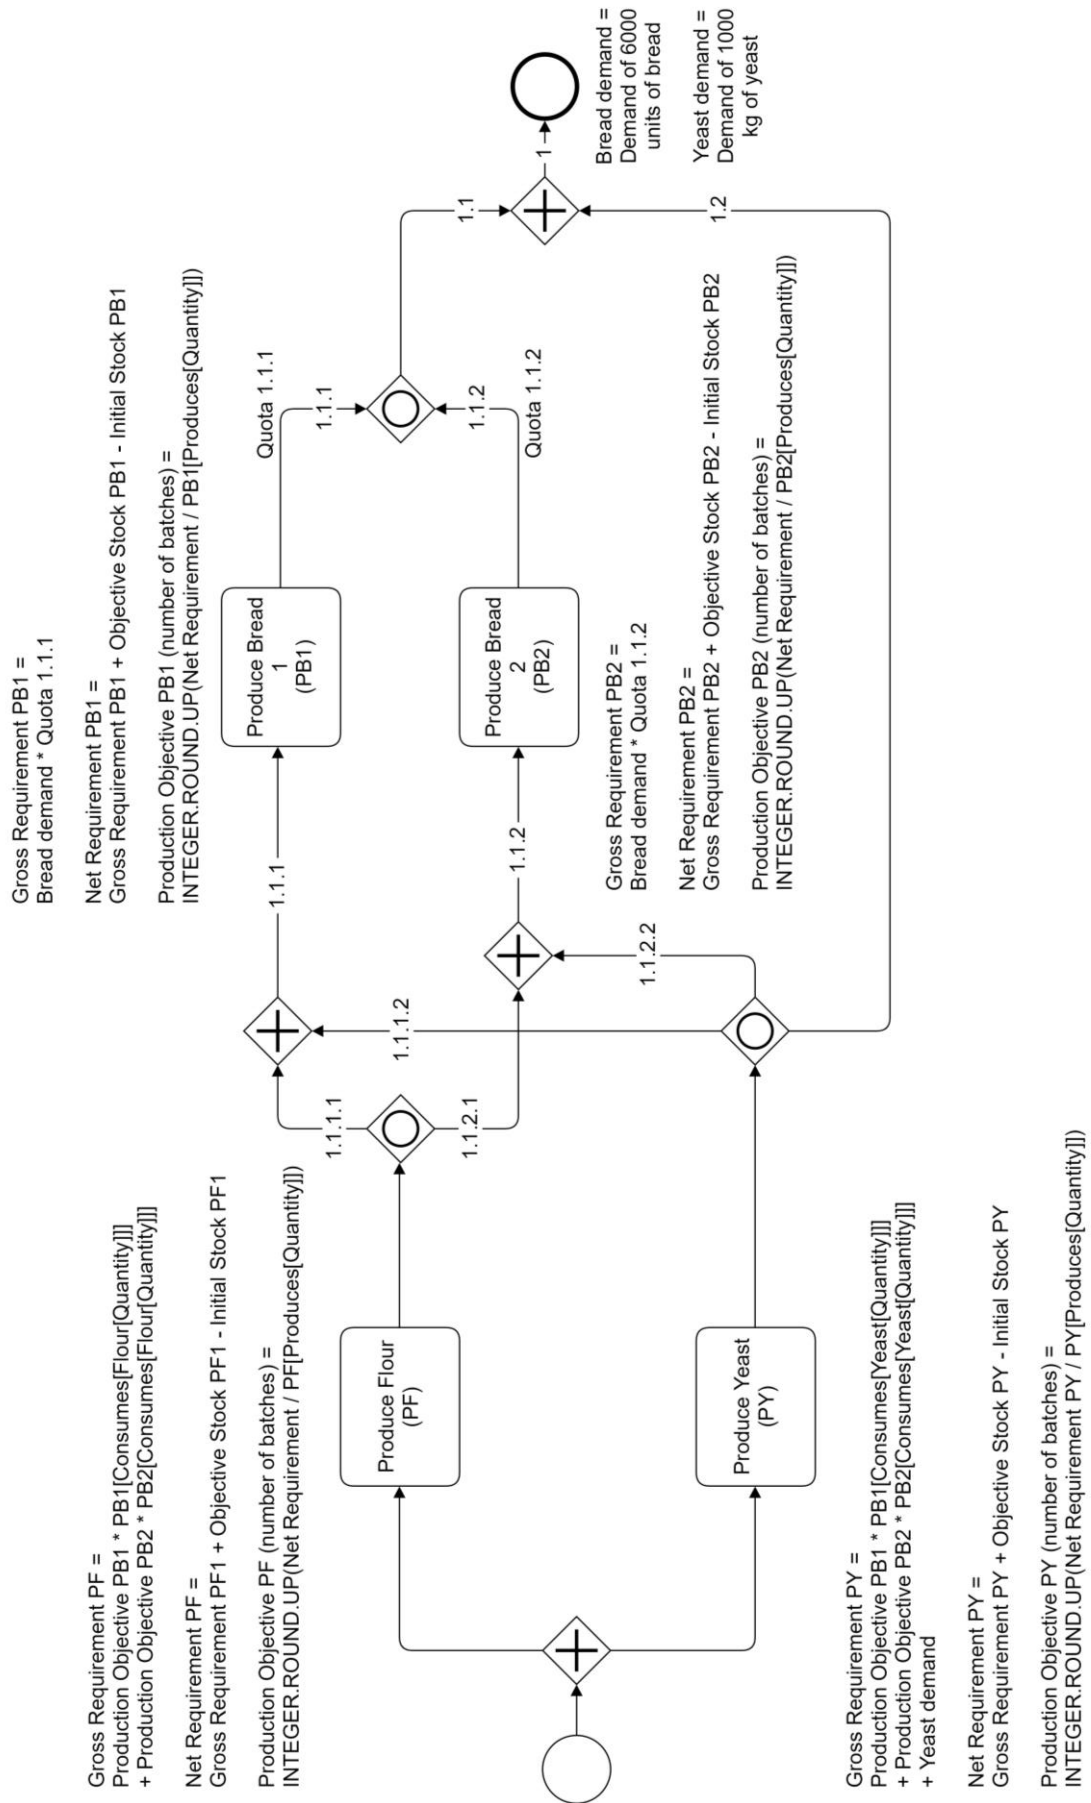 Gross Requirement PF =
Production Objective PB1 * PB1[Consumes[Flour[Quantity]]]
+ Production Objective PB2 * PB2[Consumes[Flour[Quantity]]]
Net Requirement PF =
Gross Requirement PF1 + Objective Stock PF1 - Initial Stock PF1
Production Objective PF (number of batches) =
INTEGER.ROUND.UP(Net Requirement / PF[Produces[Quantity]])
Produce Flour
(PF)
Gross Requirement PY =
Production Objective PB1 * PB1[Consumes[Yeast[Quantity]]]
+ Production Objective PB2 * PB2[Consumes[Yeast[Quantity]]]
+ Yeast demand
Net Requirement PY =
Gross Requirement PY + Objective Stock PY - Initial Stock PY
Production Objective PY (number of batches) =
INTEGER.ROUND.UP(Net Requirement PY / PY[Produces[Quantity]])
Produce Yeast
(PY)
1.1.1.1
1.1.2.1
1.1.1.2
1.1.2.2
1.1.1
1.1.2
Gross Requirement PB1 =
Bread demand * Quota 1.1.1
Net Requirement PB1 =
Gross Requirement PB1 + Objective Stock PB1 - Initial Stock PB1
Production Objective PB1 (number of batches) =
INTEGER.ROUND.UP(Net Requirement / PB1[Produces[Quantity]])
Produce Bread
1
(PB1)
Produce Bread
2
(PB2)
Gross Requirement PB2 =
Bread demand * Quota 1.1.2
Net Requirement PB2 =
Gross Requirement PB2 + Objective Stock PB2 - Initial Stock PB2
Production Objective PB2 (number of batches) =
INTEGER.ROUND.UP(Net Requirement / PB2[Produces[Quantity]])
Quota 1.1.1
1.1.1
1.1.2
Quota 1.1.2
1.1
1.2
1
Bread demand =
Demand of 6000
units of bread
Yeast demand =
Demand of 1000
kg of yeast